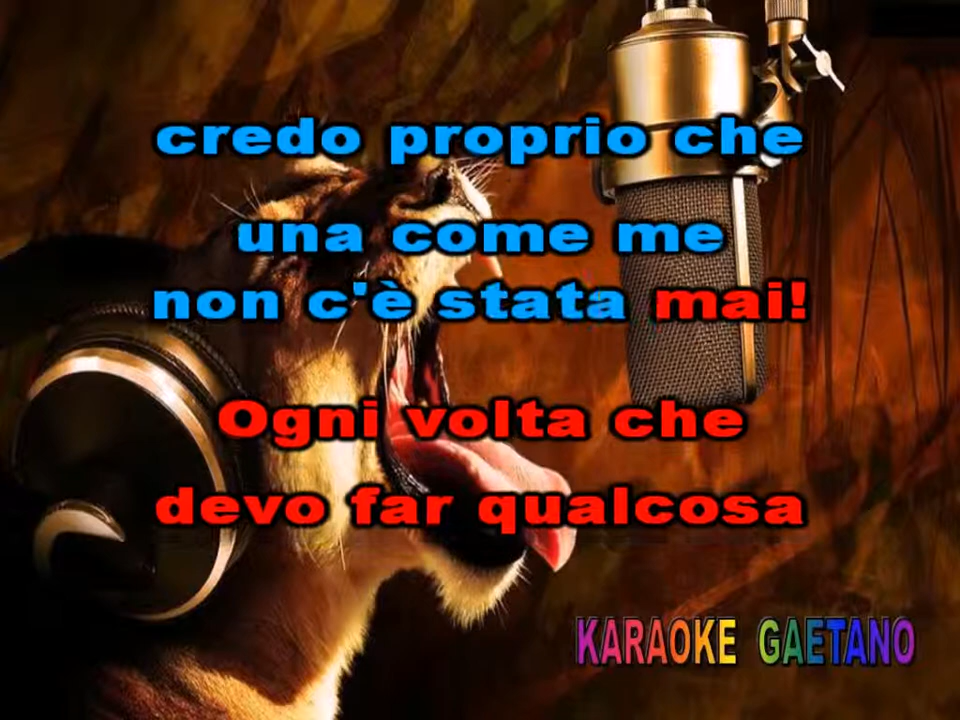 credo proprio che
una come me
non c'è stata mai!
Ogni volta che
devo far qualcosa
KARAOKE GAETANO